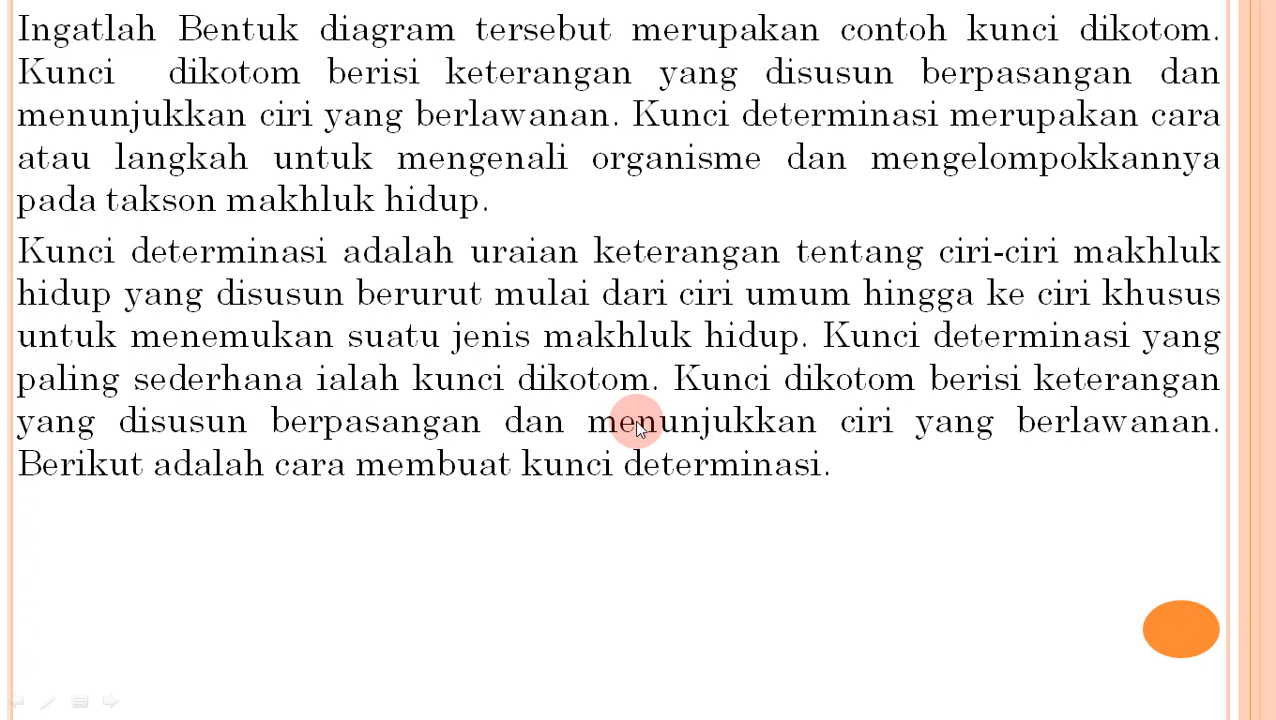 Ingatlah Bentuk diagram tersebut merupakan contoh kunci dikotom.
Kunci dikotom berisi keterangan yang disusun berpasangan dan
menunjukkan ciri yang berlawanan. Kunci determinasi merupakan cara
atau langkah untuk mengenali organisme dan mengelompokkannya
pada takson makhluk hidup.
Kunci determinasi adalah uraian keterangan tentang ciri-ciri makhluk
hidup yang disusun berurut mulai dari ciri umum hingga ke ciri khusus
untuk menemukan suatu jenis makhluk hidup. Kunci determinasi yang
paling sederhana ialah kunci dikotom. Kunci dikotom berisi keterangan
yang disusun berpasangan dan menunjukkan ciri yang berlawanan.
Berikut adalah cara membuat kunci determinasi.